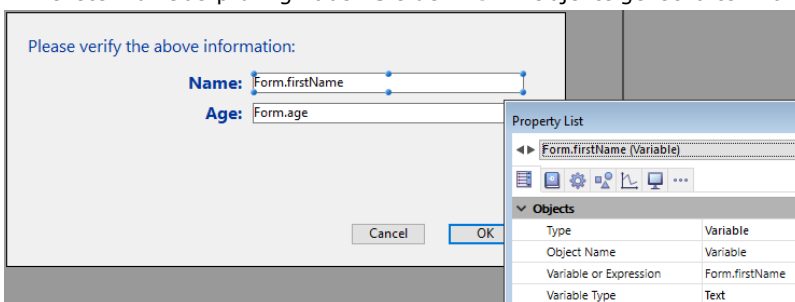 Please verify the above information:
Name: Form.firstName
Age: Form.age
Cancel OK
Property List
Form.firstName (Variable)
Objects
Type Variable
Object Name Variable
Variable or Expression Form.firstName
Variable Type Text